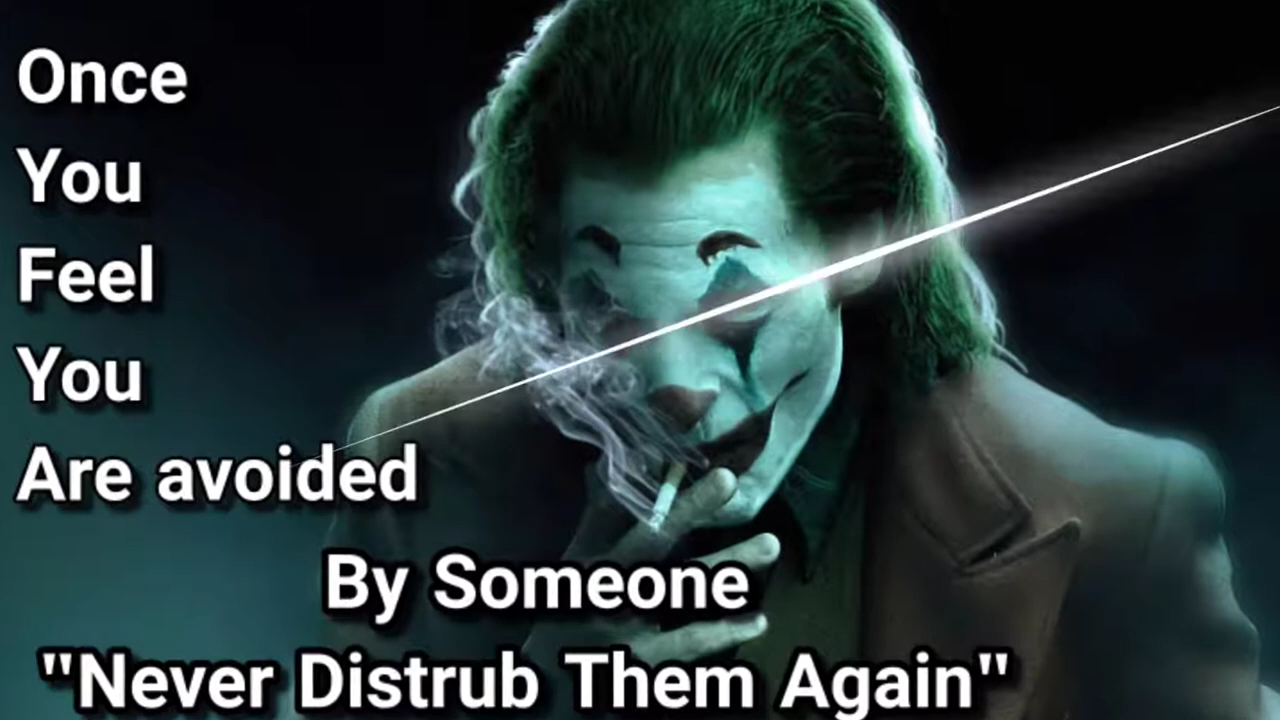 Once
You
Feel
You
Are avoided
By Someone
"Never Distrub Them Again"